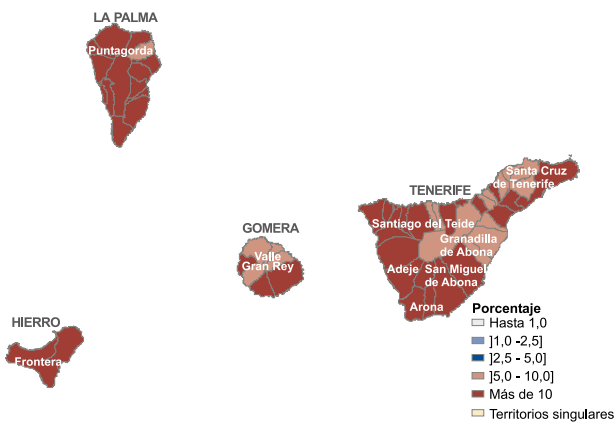 LA PALMA
Puntagorda
TENERIFE
Santa Cruz
de Tenerife
Santiago del Teide
GOMERA
Granadilla
de Abona
Valle
Gran Rey
Adeje
San Miguel
de Abona
Arona
HIERRO
Frontera
Porcentaje
Hasta 1,0
]1,0 -2,5]
]2,5 - 5,0]
]5,0 - 10,0]
Más de 10
Territorios singulares